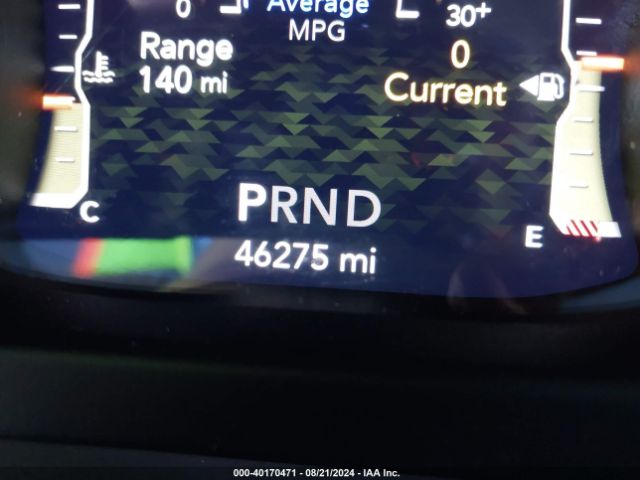 Average
0
30+
MPG
Range
0
140 mi
Current
C
PRND
E
46275 mi
000-40170471 - 08/21/2024 - IAA Inc.